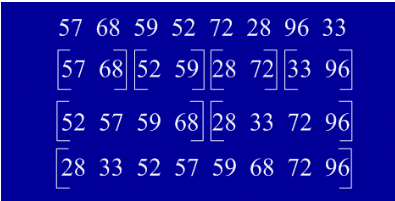 57 68 59 52 72 28 96 33
[57 68] [52 59] [28 72] [33 96]
[52 57 59 68] [28 33 72 96]
[28 33 52 57 59 68 72 96]